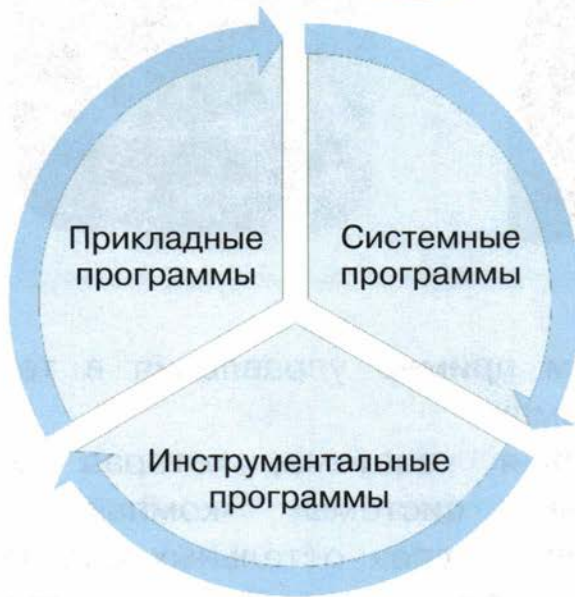 Прикладные
программы
Системные
программы
Инструментальные
программы